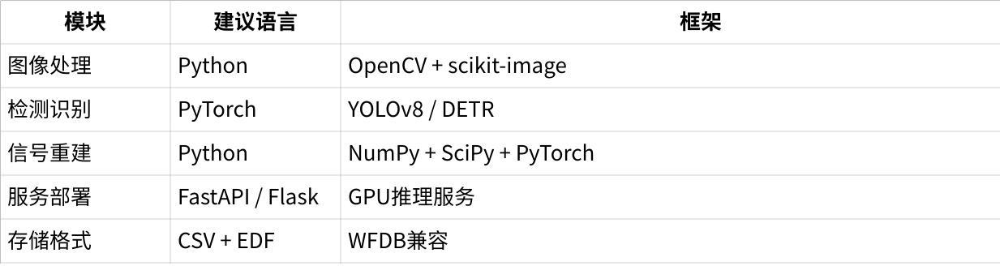 模块 建议语言 框架
图像处理 Python OpenCV + scikit-image
检测识别 PyTorch YOLOv8 / DETR
信号重建 Python NumPy + SciPy + PyTorch
服务部署 FastAPI / Flask GPU推理服务
存储格式 CSV + EDF WFDB兼容